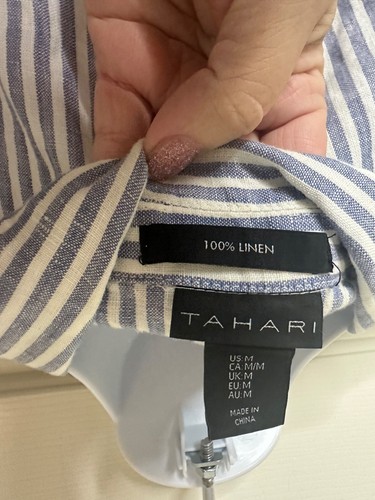 100% LINEN
TAHARI
US:M
CA:M/M
UK:M
EU:M
AU:M
MADE IN
CHINA